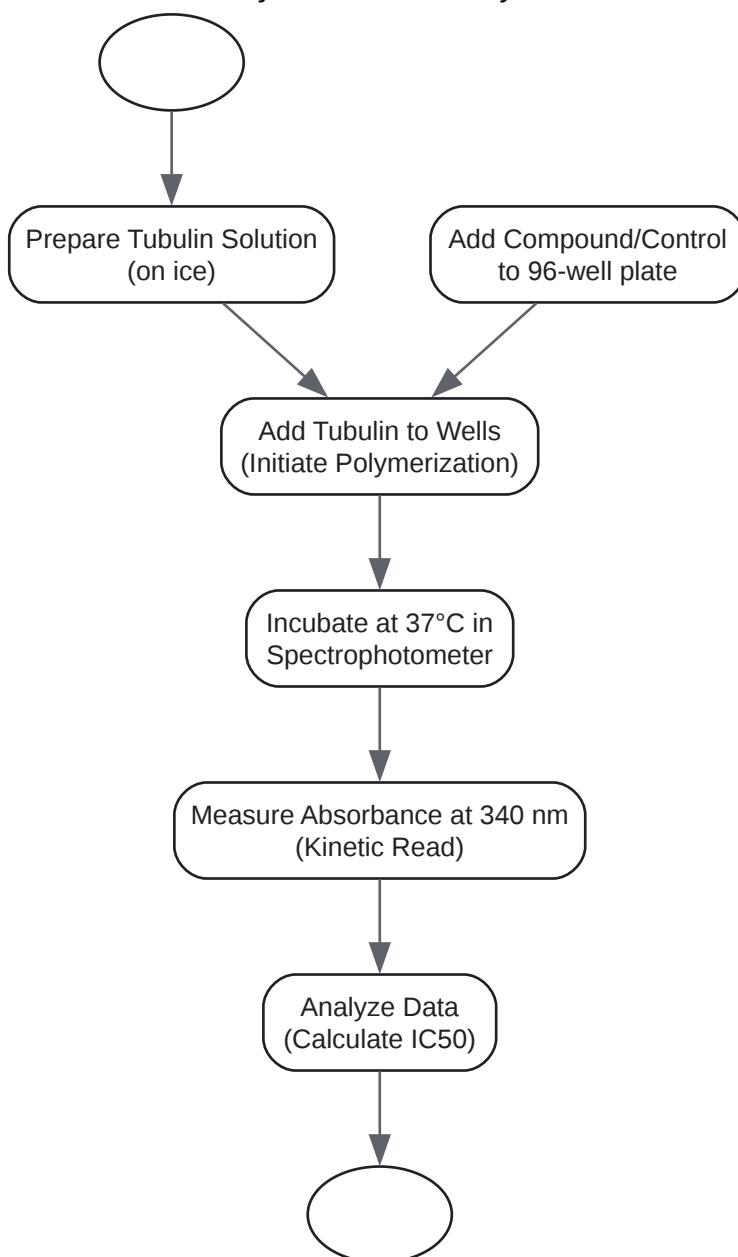 Prepare Tubulin Solution
(on ice)
Add Compound/Control
to 96-well plate
Add Tubulin to Wells
(Initiate Polymerization)
Incubate at 37°C in
Spectrophotometer
Measure Absorbance at 340 nm
(Kinetic Read)
Analyze Data
(Calculate IC50)